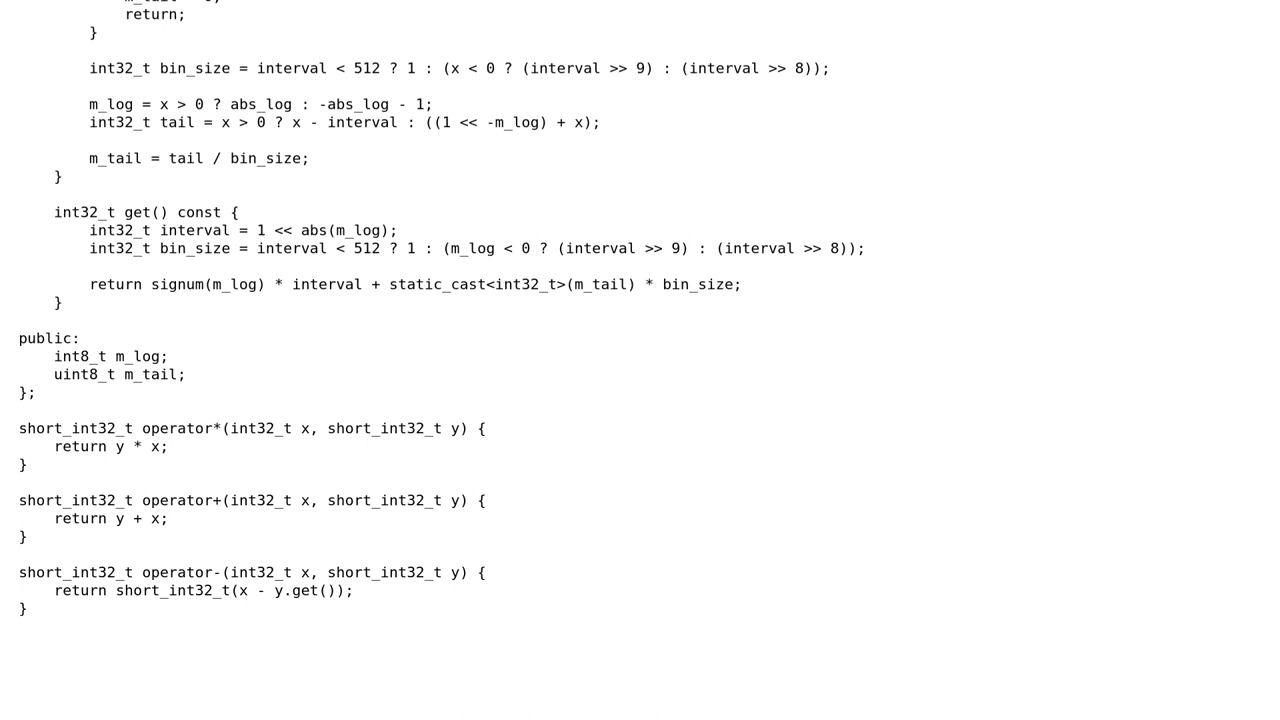 return;
}
int32_t bin_size = interval < 512 ? 1 : (x < 0 ? (interval >> 9) : (interval >> 8));
m_log = x > 0 ? abs_log : -abs_log - 1;
int32_t tail = x > 0 ? x - interval : ((1 << -m_log) + x);
m_tail = tail / bin_size;
}
int32_t get() const {
int32_t interval = 1 << abs(m_log);
int32_t bin_size = interval < 512 ? 1 : (m_log < 0 ? (interval >> 9) : (interval >> 8));
return signum(m_log) * interval + static_cast<int32_t>(m_tail) * bin_size;
}
public:
int8_t m_log;
uint8_t m_tail;
};
short_int32_t operator*(int32_t x, short_int32_t y) {
return y * x;
}
short_int32_t operator+(int32_t x, short_int32_t y) {
return y + x;
}
short_int32_t operator-(int32_t x, short_int32_t y) {
return short_int32_t(x - y.get());
}